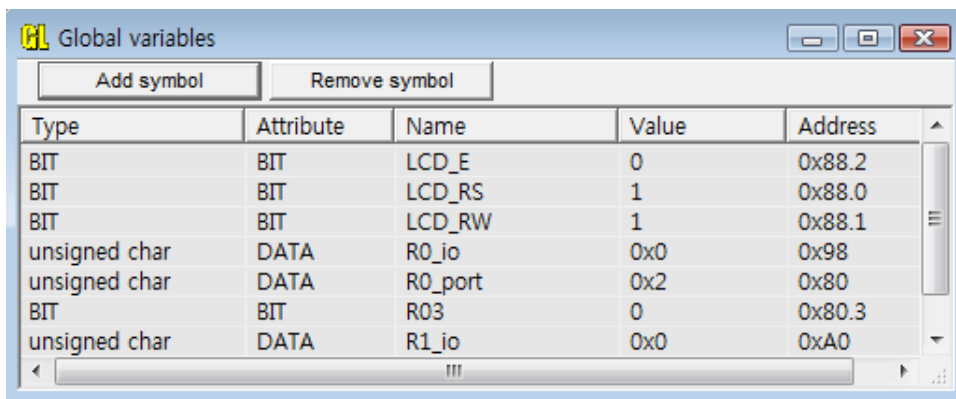 Global variables
Add symbol Remove symbol
Type Attribute Name Value Address
BIT BIT LCD_E 0 0x88.2
BIT BIT LCD_RS 1 0x88.0
BIT BIT LCD_RW 1 0x88.1
unsigned char DATA R0_io 0x0 0x98
unsigned char DATA R0_port 0x2 0x80
BIT BIT R03 0 0x80.3
unsigned char DATA R1_io 0x0 0xA0